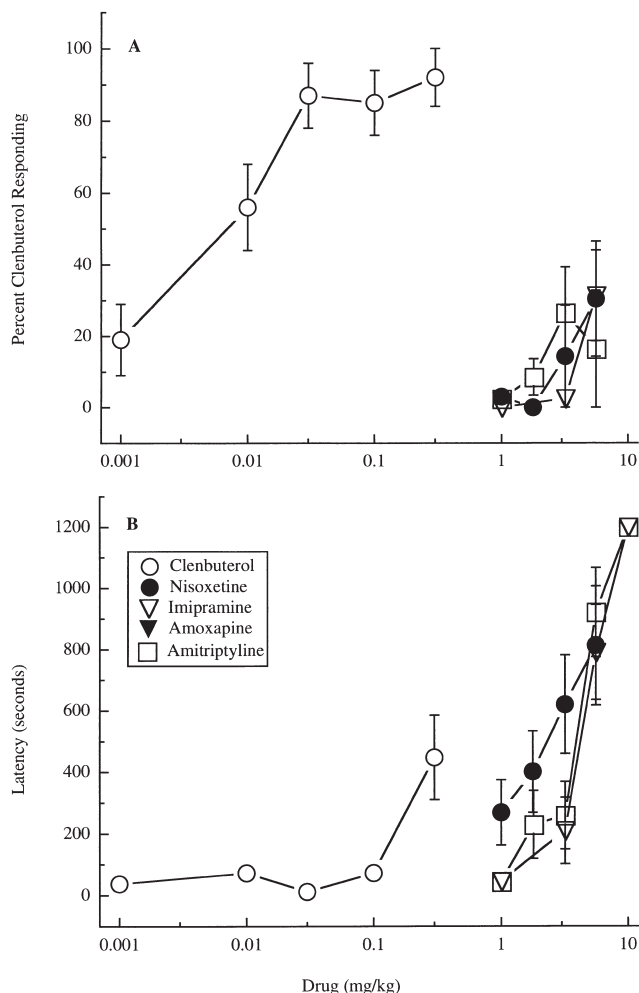 A
100
80
60
40
20
0
Percent Clenbuterol Responding
0.001 0.01 0.1 1 10
B
1200
1000
800
600
400
200
0
Latency (seconds)
Clenbuterol
Nisoxetine
Imipramine
Amoxapine
Amitriptyline
0.001 0.01 0.1 1 10
Drug (mg/kg)